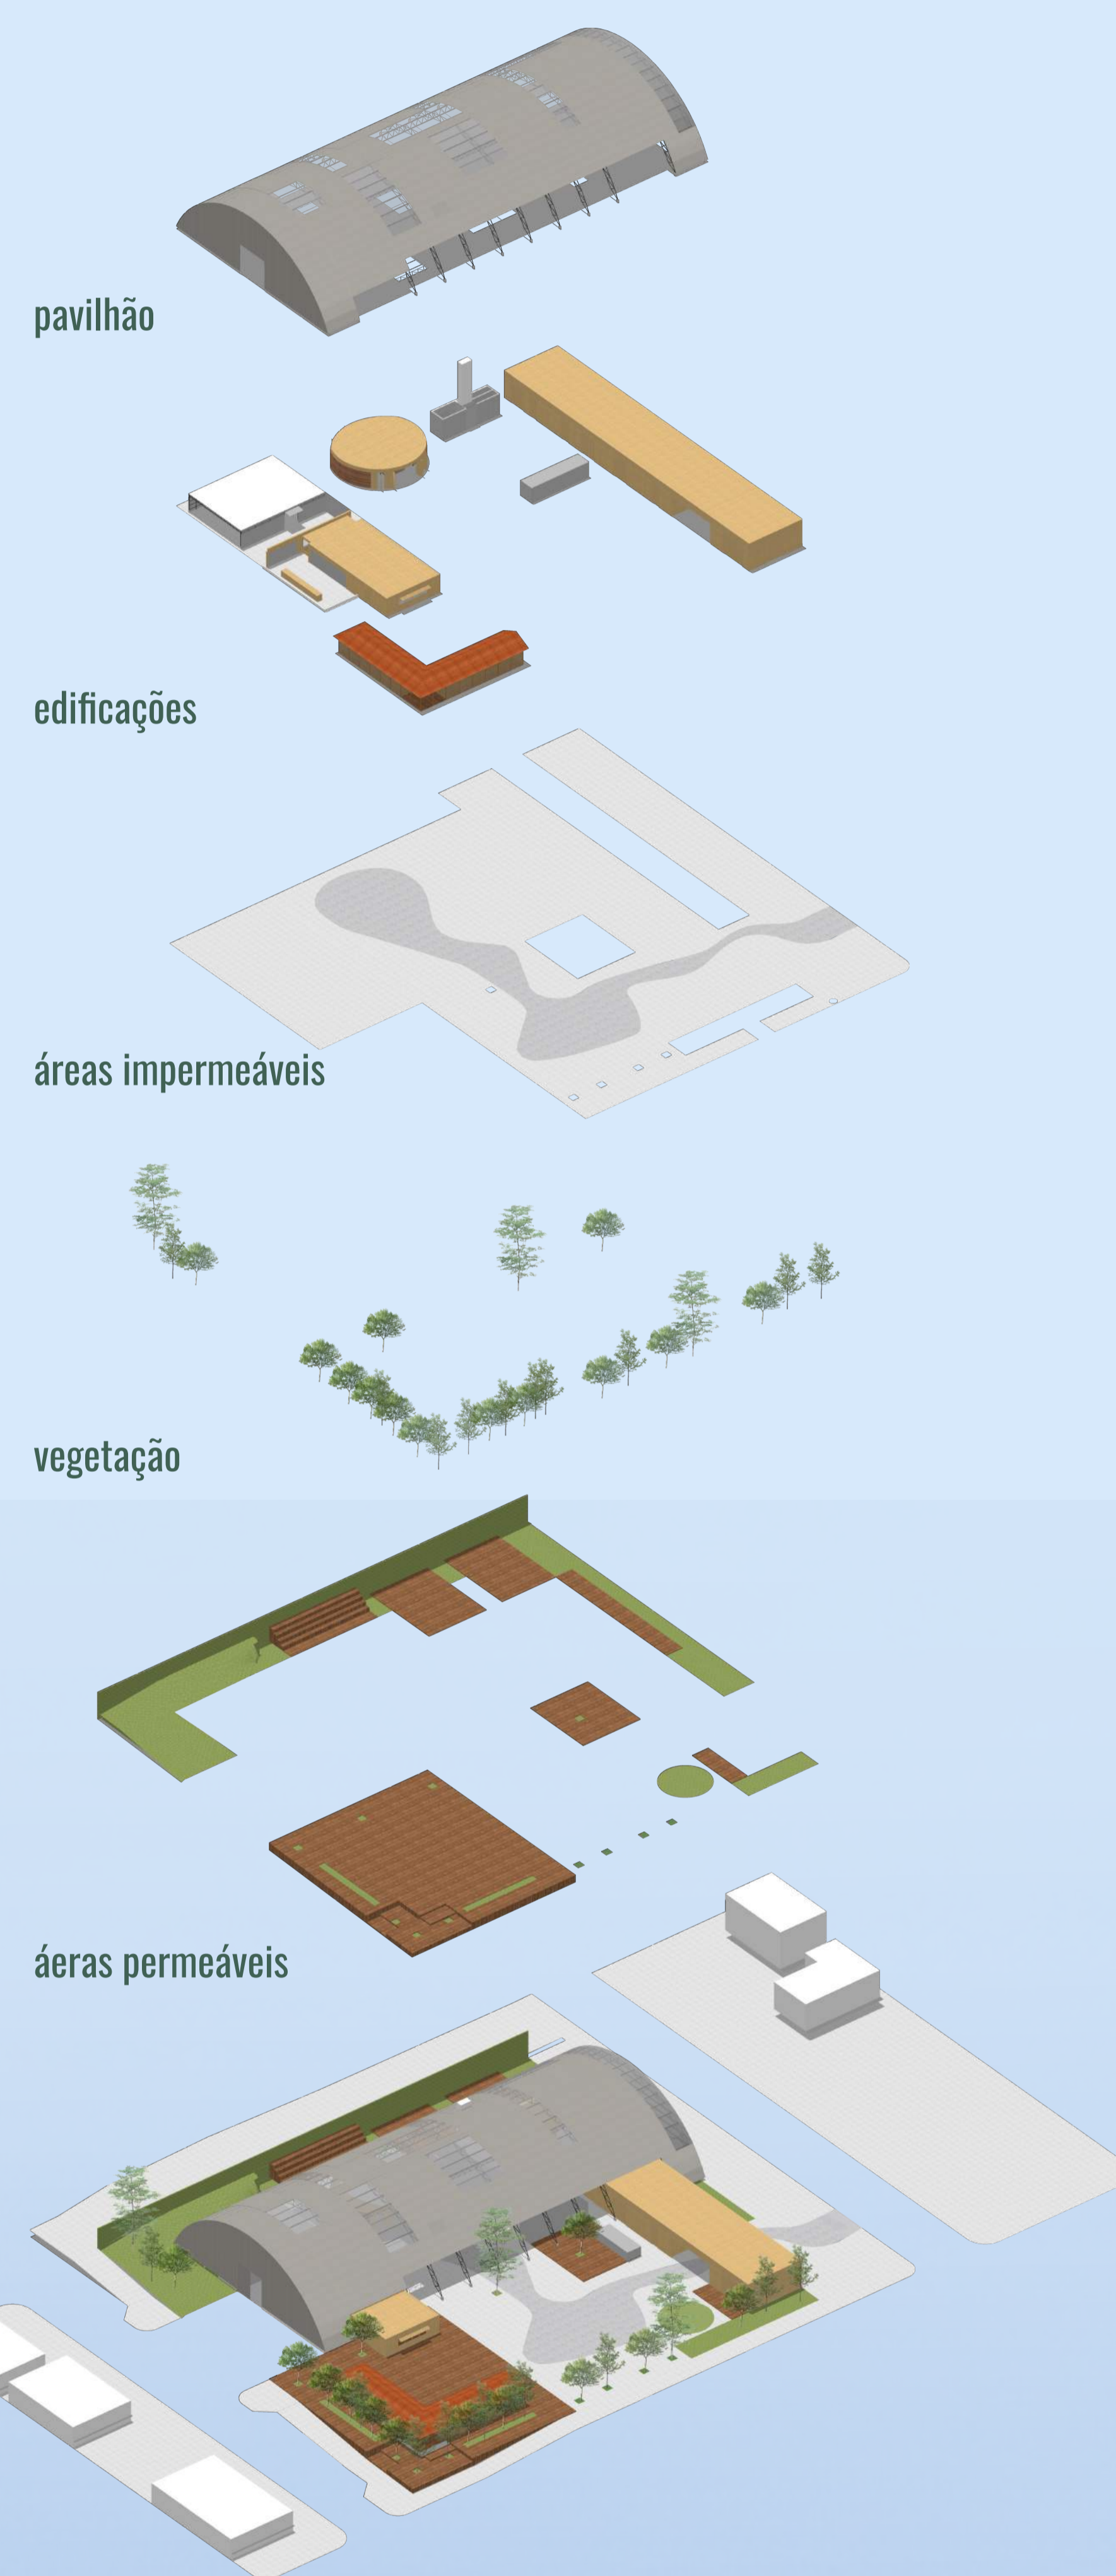 pavilhão
edificações
áreas impermeáveis
vegetação
áeras permeáveis